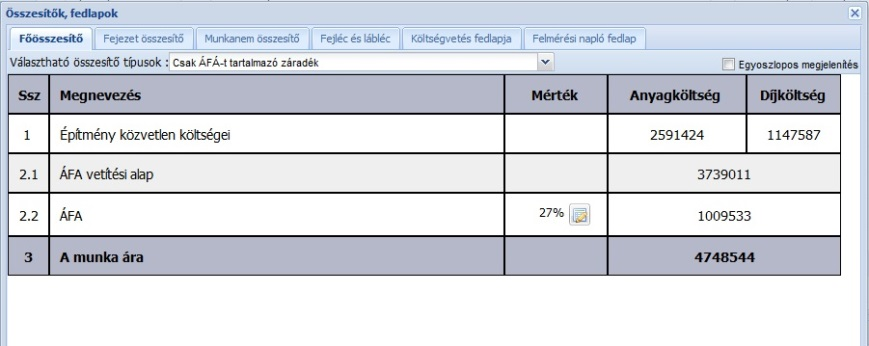 Összesítők, fedlapok
Főösszesítő Fejezet összesítő Munkanem összesítő Fejléc és lábléc Költségvetés fedlapja Felmérési napló fedlap
Választható összesítő típusok : Csak ÁFÁ-t tartalmazó záradék Egyoszlopos megjelenítés
Ssz Megnevezés Mérték Anyagköltség Díjköltség
1 Építmény közvetlen költségei 2591424 1147587
2.1 ÁFA vetítési alap 3739011
2.2 ÁFA 27% 1009533
3 A munka ára 4748544